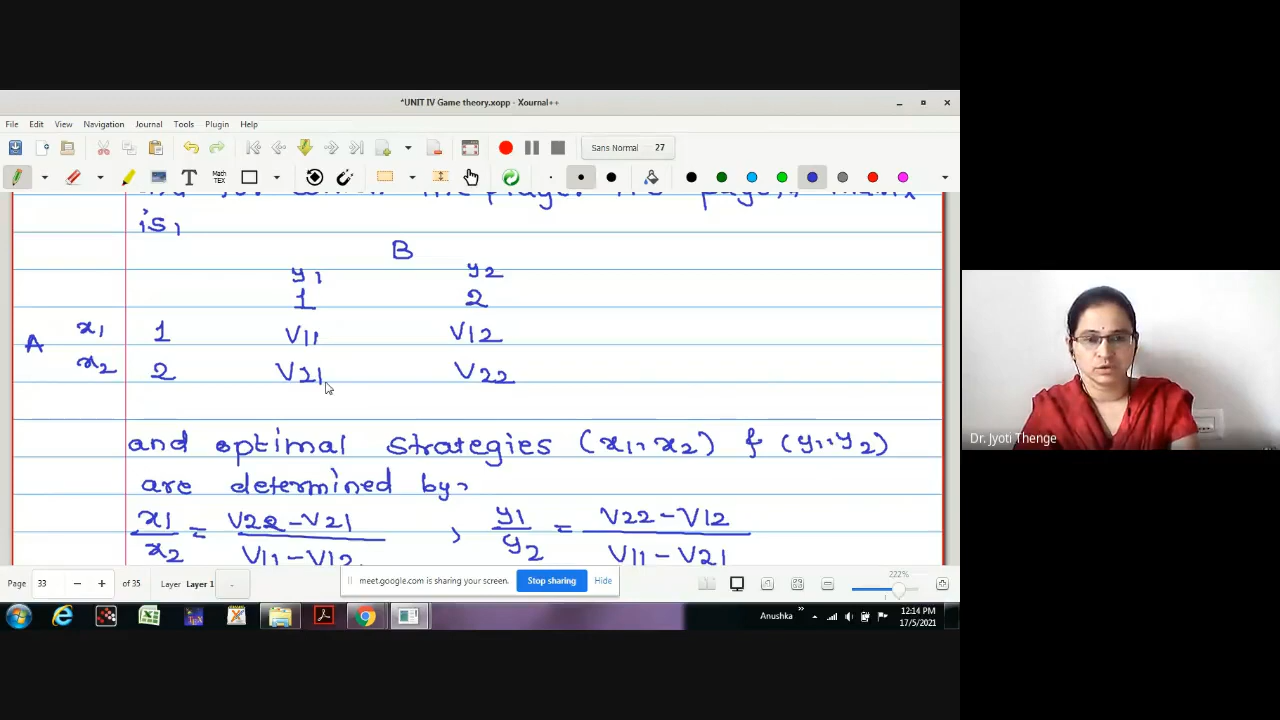 *UNIT IV Game theory.xopp - Xournal++
File Edit View Navigation Journal Tools Plugin Help
Sans Normal 27
T Math TEX
is,
B
y1 y2
1 2
A x1 1 V11 V12
x2 2 V21 V22
and optimal strategies (x1, x2) & (y1, y2)
are determined by,
x1/x2 = V22 - V21 / V11 - V12 , y1/y2 = V22 - V12 / V11 - V21
Page 33 of 35 Layer Layer 1
222%
meet.google.com is sharing your screen. Stop sharing Hide
Anushka
12:14 PM
17/5/2021
Dr. Jyoti Thenge